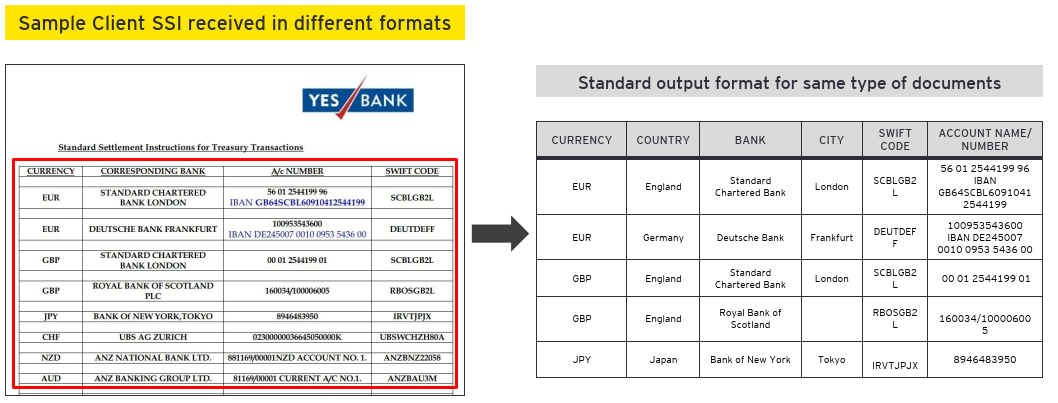 Sample Client SSI received in different formats
YES BANK
Standard Settlement Instructions for Treasury Transactions
CURRENCY CORRESPONDING BANK A/c NUMBER SWIFT CODE
EUR STANDARD CHARTERED BANK LONDON 56 01 2544199 96 IBAN GB64SCBL60910412544199 SCBLGB2L
EUR DEUTSCHE BANK FRANKFURT 100953543600 IBAN DE245007 0010 0953 5436 00 DEUTDEFF
GBP STANDARD CHARTERED BANK LONDON 00 01 2544199 01 SCBLGB2L
GBP ROYAL BANK OF SCOTLAND PLC 160034/100006005 RBOSGB2L
JPY BANK Of NEW YORK,TOKYO 8946483950 IRVTJPJX
CHF UBS AG ZURICH 02300000036645050000K UBSWCHZH80A
NZD ANZ NATIONAL BANK LTD. 881169/00001NZD ACCOUNT NO. 1. ANZBNZ22058
AUD ANZ BANKING GROUP LTD. 81169/00001 CURRENT A/C NO.1. ANZBAU3M
Standard output format for same type of documents
CURRENCY COUNTRY BANK CITY SWIFT CODE ACCOUNT NAME/ NUMBER
EUR England Standard Chartered Bank London SCBLGB2 L 56 01 2544199 96 IBAN GB64SCBL6091041 2544199
EUR Germany Deutsche Bank Frankfurt DEUTDEF F 100953543600 IBAN DE245007 0010 0953 5436 00
GBP England Standard Chartered Bank London SCBLGB2 L 00 01 2544199 01
GBP England Royal Bank of Scotland RBOSGB2 L 160034/10000600 5
JPY Japan Bank of New York Tokyo IRVTJPJX 8946483950